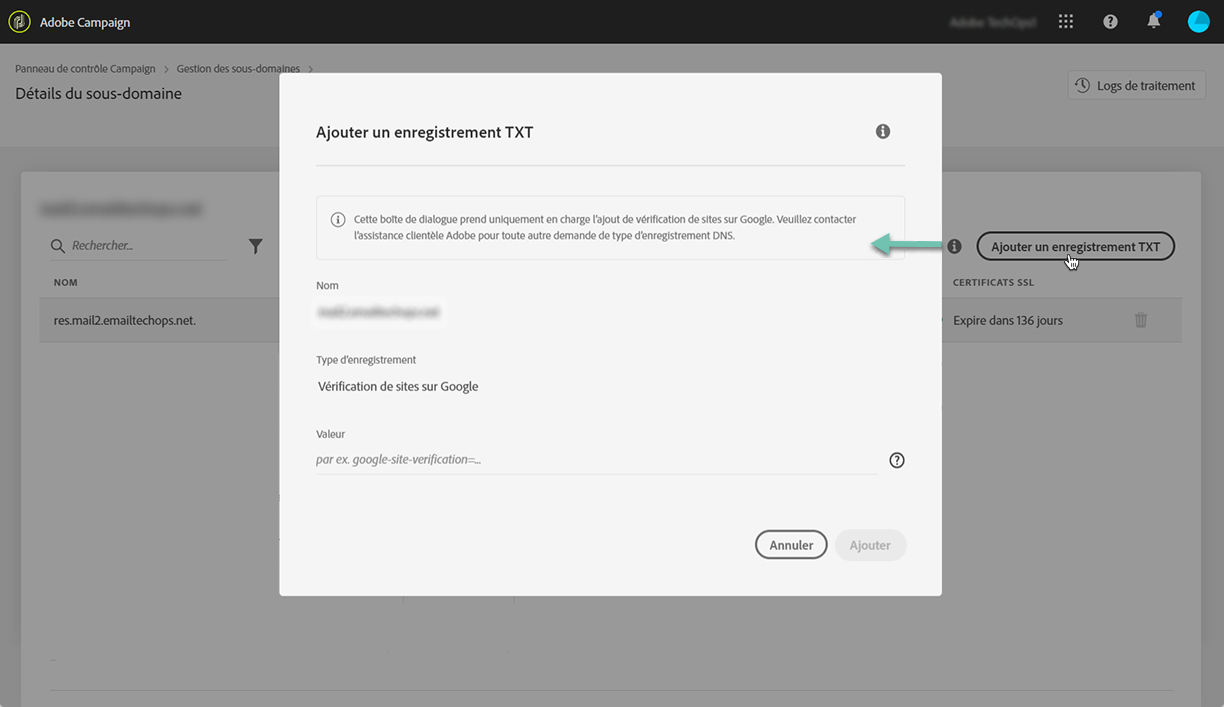 Adobe Campaign
Panneau de contrôle Campaign > Gestion des sous-domaines >
Détails du sous-domaine
Logs de traitement
Ajouter un enregistrement TXT
Cette boîte de dialogue prend uniquement en charge l'ajout de vérification de sites sur Google. Veuillez contacter
l'assistance clientèle Adobe pour toute autre demande de type d'enregistrement DNS.
Rechercher...
Ajouter un enregistrement TXT
NOM
CERTIFICATS SSL
Nom
res.mail2.emailtechops.net.
Expire dans 136 jours
Type d'enregistrement
Vérification de sites sur Google
Valeur
par ex. google-site-verification=...
Annuler
Ajouter